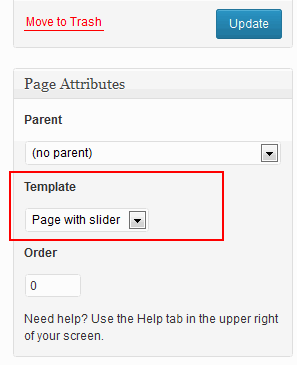 Move to Trash
Update
Page Attributes
Parent
(no parent)
Template
Page with slider
Order
0
Need help? Use the Help tab in the upper right
of your screen.